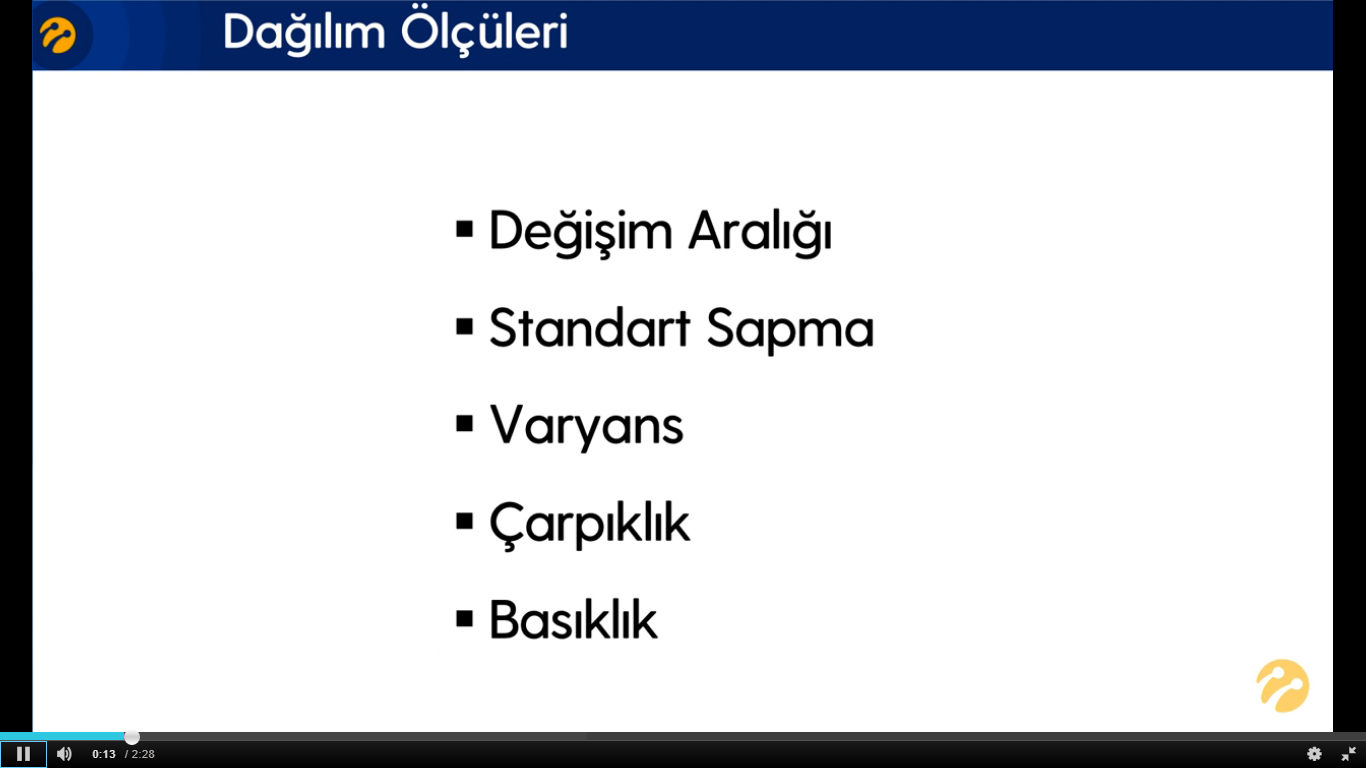 Dağılım Ölçüleri
▪ Değişim Aralığı
▪ Standart Sapma
▪ Varyans
▪ Çarpıklık
▪ Basıklık
0:13 / 2:28